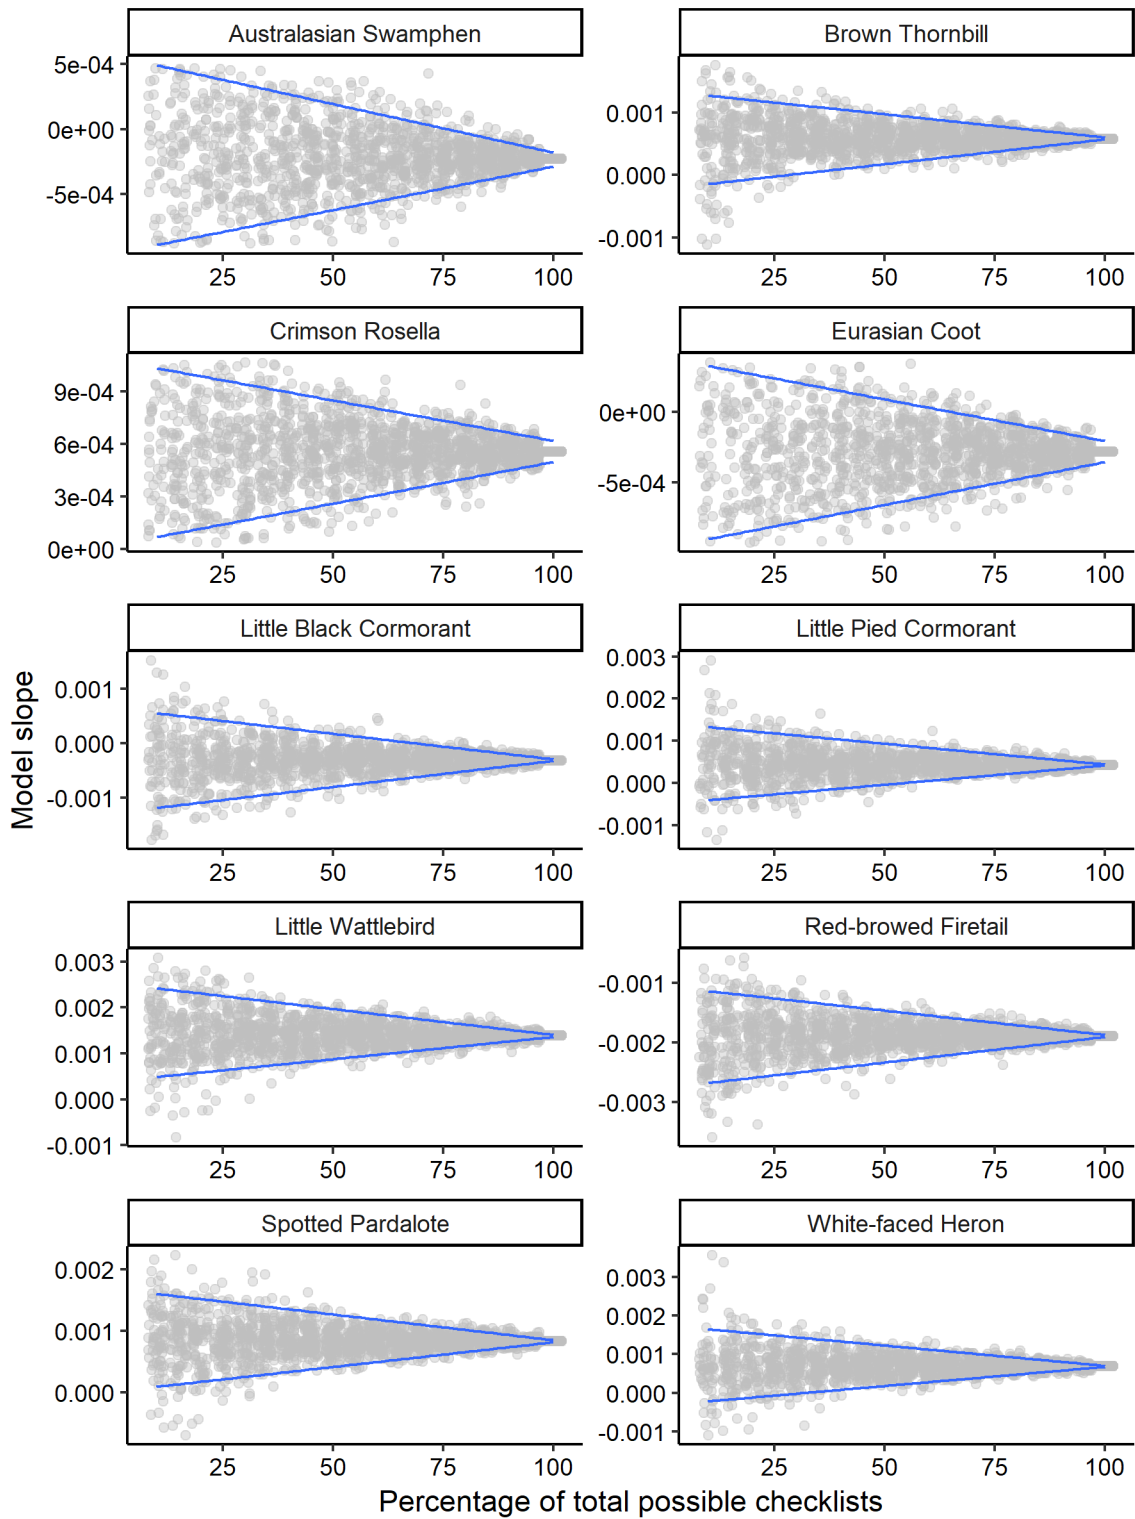 Australasian Swamphen
5e-04
0e+00
-5e-04
25 50 75 100
Brown Thornbill
0.001
0.000
-0.001
25 50 75 100
Crimson Rosella
9e-04
6e-04
3e-04
0e+00
25 50 75 100
Eurasian Coot
0e+00
-5e-04
25 50 75 100
Little Black Cormorant
0.001
0.000
-0.001
25 50 75 100
Little Pied Cormorant
0.003
0.002
0.001
0.000
-0.001
25 50 75 100
Model slope
Little Wattlebird
0.003
0.002
0.001
0.000
-0.001
25 50 75 100
Red-browed Firetail
-0.001
-0.002
-0.003
25 50 75 100
Spotted Pardalote
0.002
0.001
0.000
25 50 75 100
White-faced Heron
0.003
0.002
0.001
0.000
-0.001
25 50 75 100
Percentage of total possible checklists